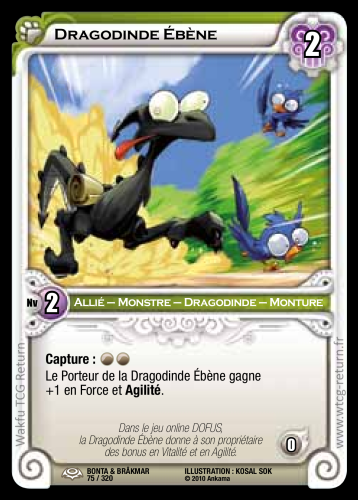 Dragodinde Ébène
2
Nv 2
Allié – Monstre – Dragodinde – Monture
Capture :
Le Porteur de la Dragodinde Ébène gagne
+1 en Force et Agilité.
Dans le jeu online DOFUS,
la Dragodinde Ébène donne à son propriétaire
des bonus en Vitalité et en Agilité.
0
BONTA & BRÂKMAR
75 / 320
ILLUSTRATION : KOSAL SOK
© 2010 Ankama
Wakfu TCG Return
www.wtcg-return.fr